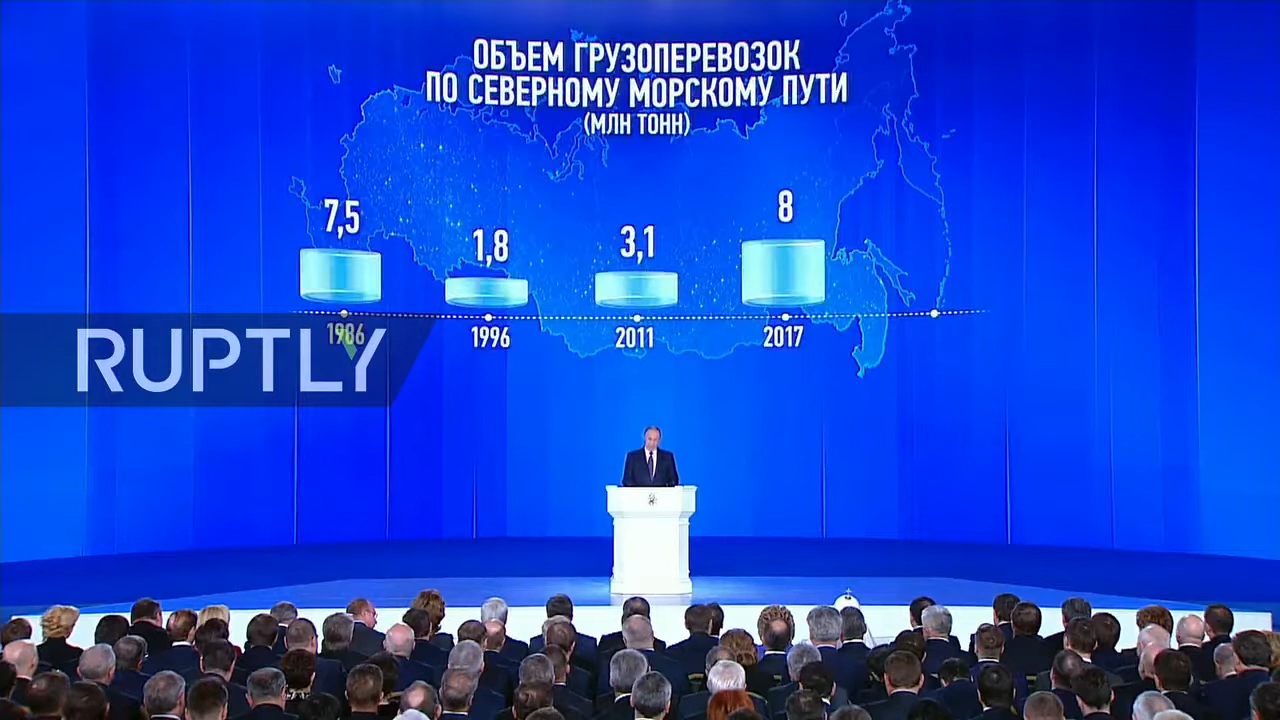 ОБЪЕМ ГРУЗОПЕРЕВОЗОК
ПО СЕВЕРНОМУ МОРСКОМУ ПУТИ
(МЛН ТОНН)
7,5
1,8
3,1
8
1986
1996
2011
2017
RUPTLY